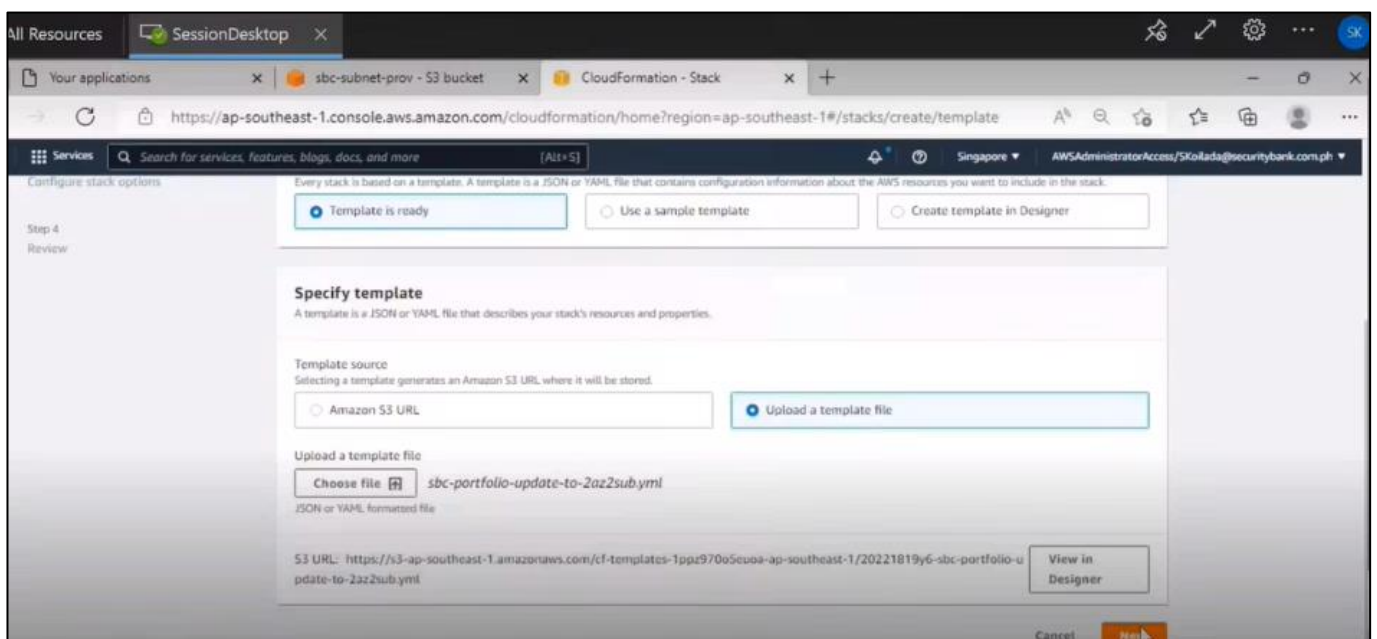 All Resources
SessionDesktop
SK
Your applications
sbc-subnet-prov - S3 bucket
CloudFormation - Stack
https://ap-southeast-1.console.aws.amazon.com/cloudformation/home?region=ap-southeast-1#/stacks/create/template
Services
Search for services, features, blogs, docs, and more
[Alt+S]
Singapore
AWSAdministratorAccess/SKoilada@securitybank.com.ph
Configure stack options
Every stack is based on a template. A template is a JSON or YAML file that contains configuration information about the AWS resources you want to include in the stack.
Template is ready
Use a sample template
Create template in Designer
Step 4
Review
Specify template
A template is a JSON or YAML file that describes your stack's resources and properties.
Template source
Selecting a template generates an Amazon S3 URL where it will be stored.
Amazon S3 URL
Upload a template file
Upload a template file
Choose file
sbc-portfolio-update-to-2az2sub.yml
JSON or YAML formatted file
S3 URL: https://s3-ap-southeast-1.amazonaws.com/cf-templates-1ppz970o5euoa-ap-southeast-1/20221819y6-sbc-portfolio-u
pdate-to-2az2sub.yml
View in
Designer
Cancel
Next